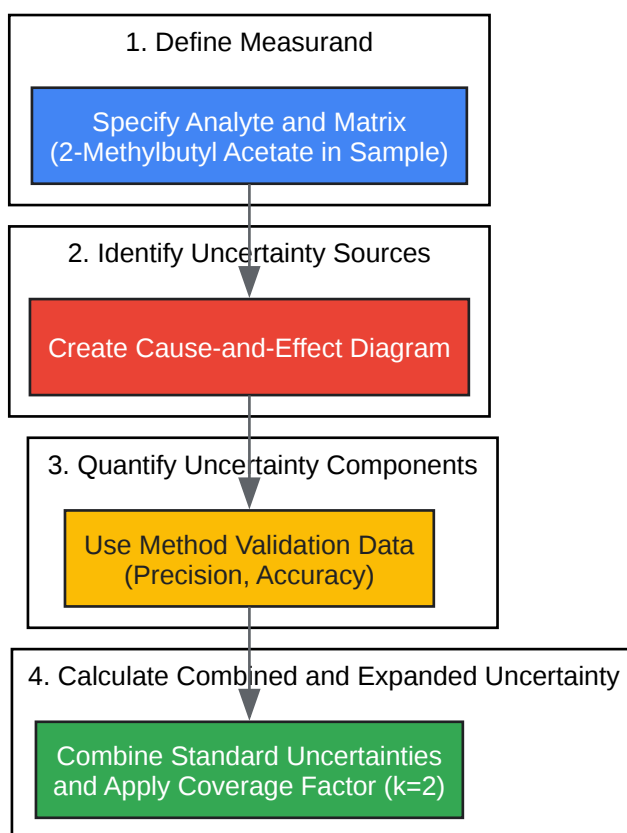 1. Define Measurand
Specify Analyte and Matrix
(2-Methylbutyl Acetate in Sample)
2. Identify Uncertainty Sources
Create Cause-and-Effect Diagram
3. Quantify Uncertainty Components
Use Method Validation Data
(Precision, Accuracy)
4. Calculate Combined and Expanded Uncertainty
Combine Standard Uncertainties
and Apply Coverage Factor (k=2)